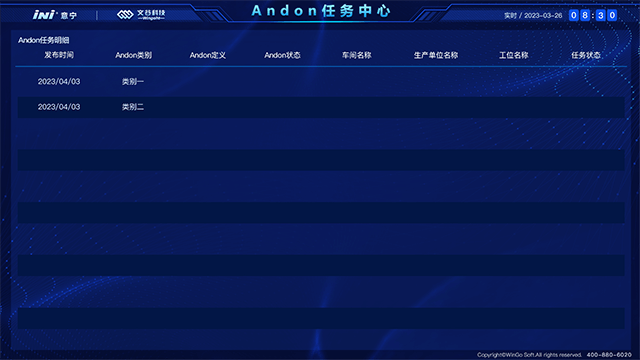 iNi 意宁 文谷科技 Andon任务中心 实时 / 2023-03-26 08:30
—Wingohi—
Andon任务明细
发布时间 Andon类别 Andon定义 Andon状态 车间名称 生产单位名称 工位名称 任务状态
2023/04/03 类别一
2023/04/03 类别二
Copyright©WinGo Soft.All rights reserved. 400-880-6020